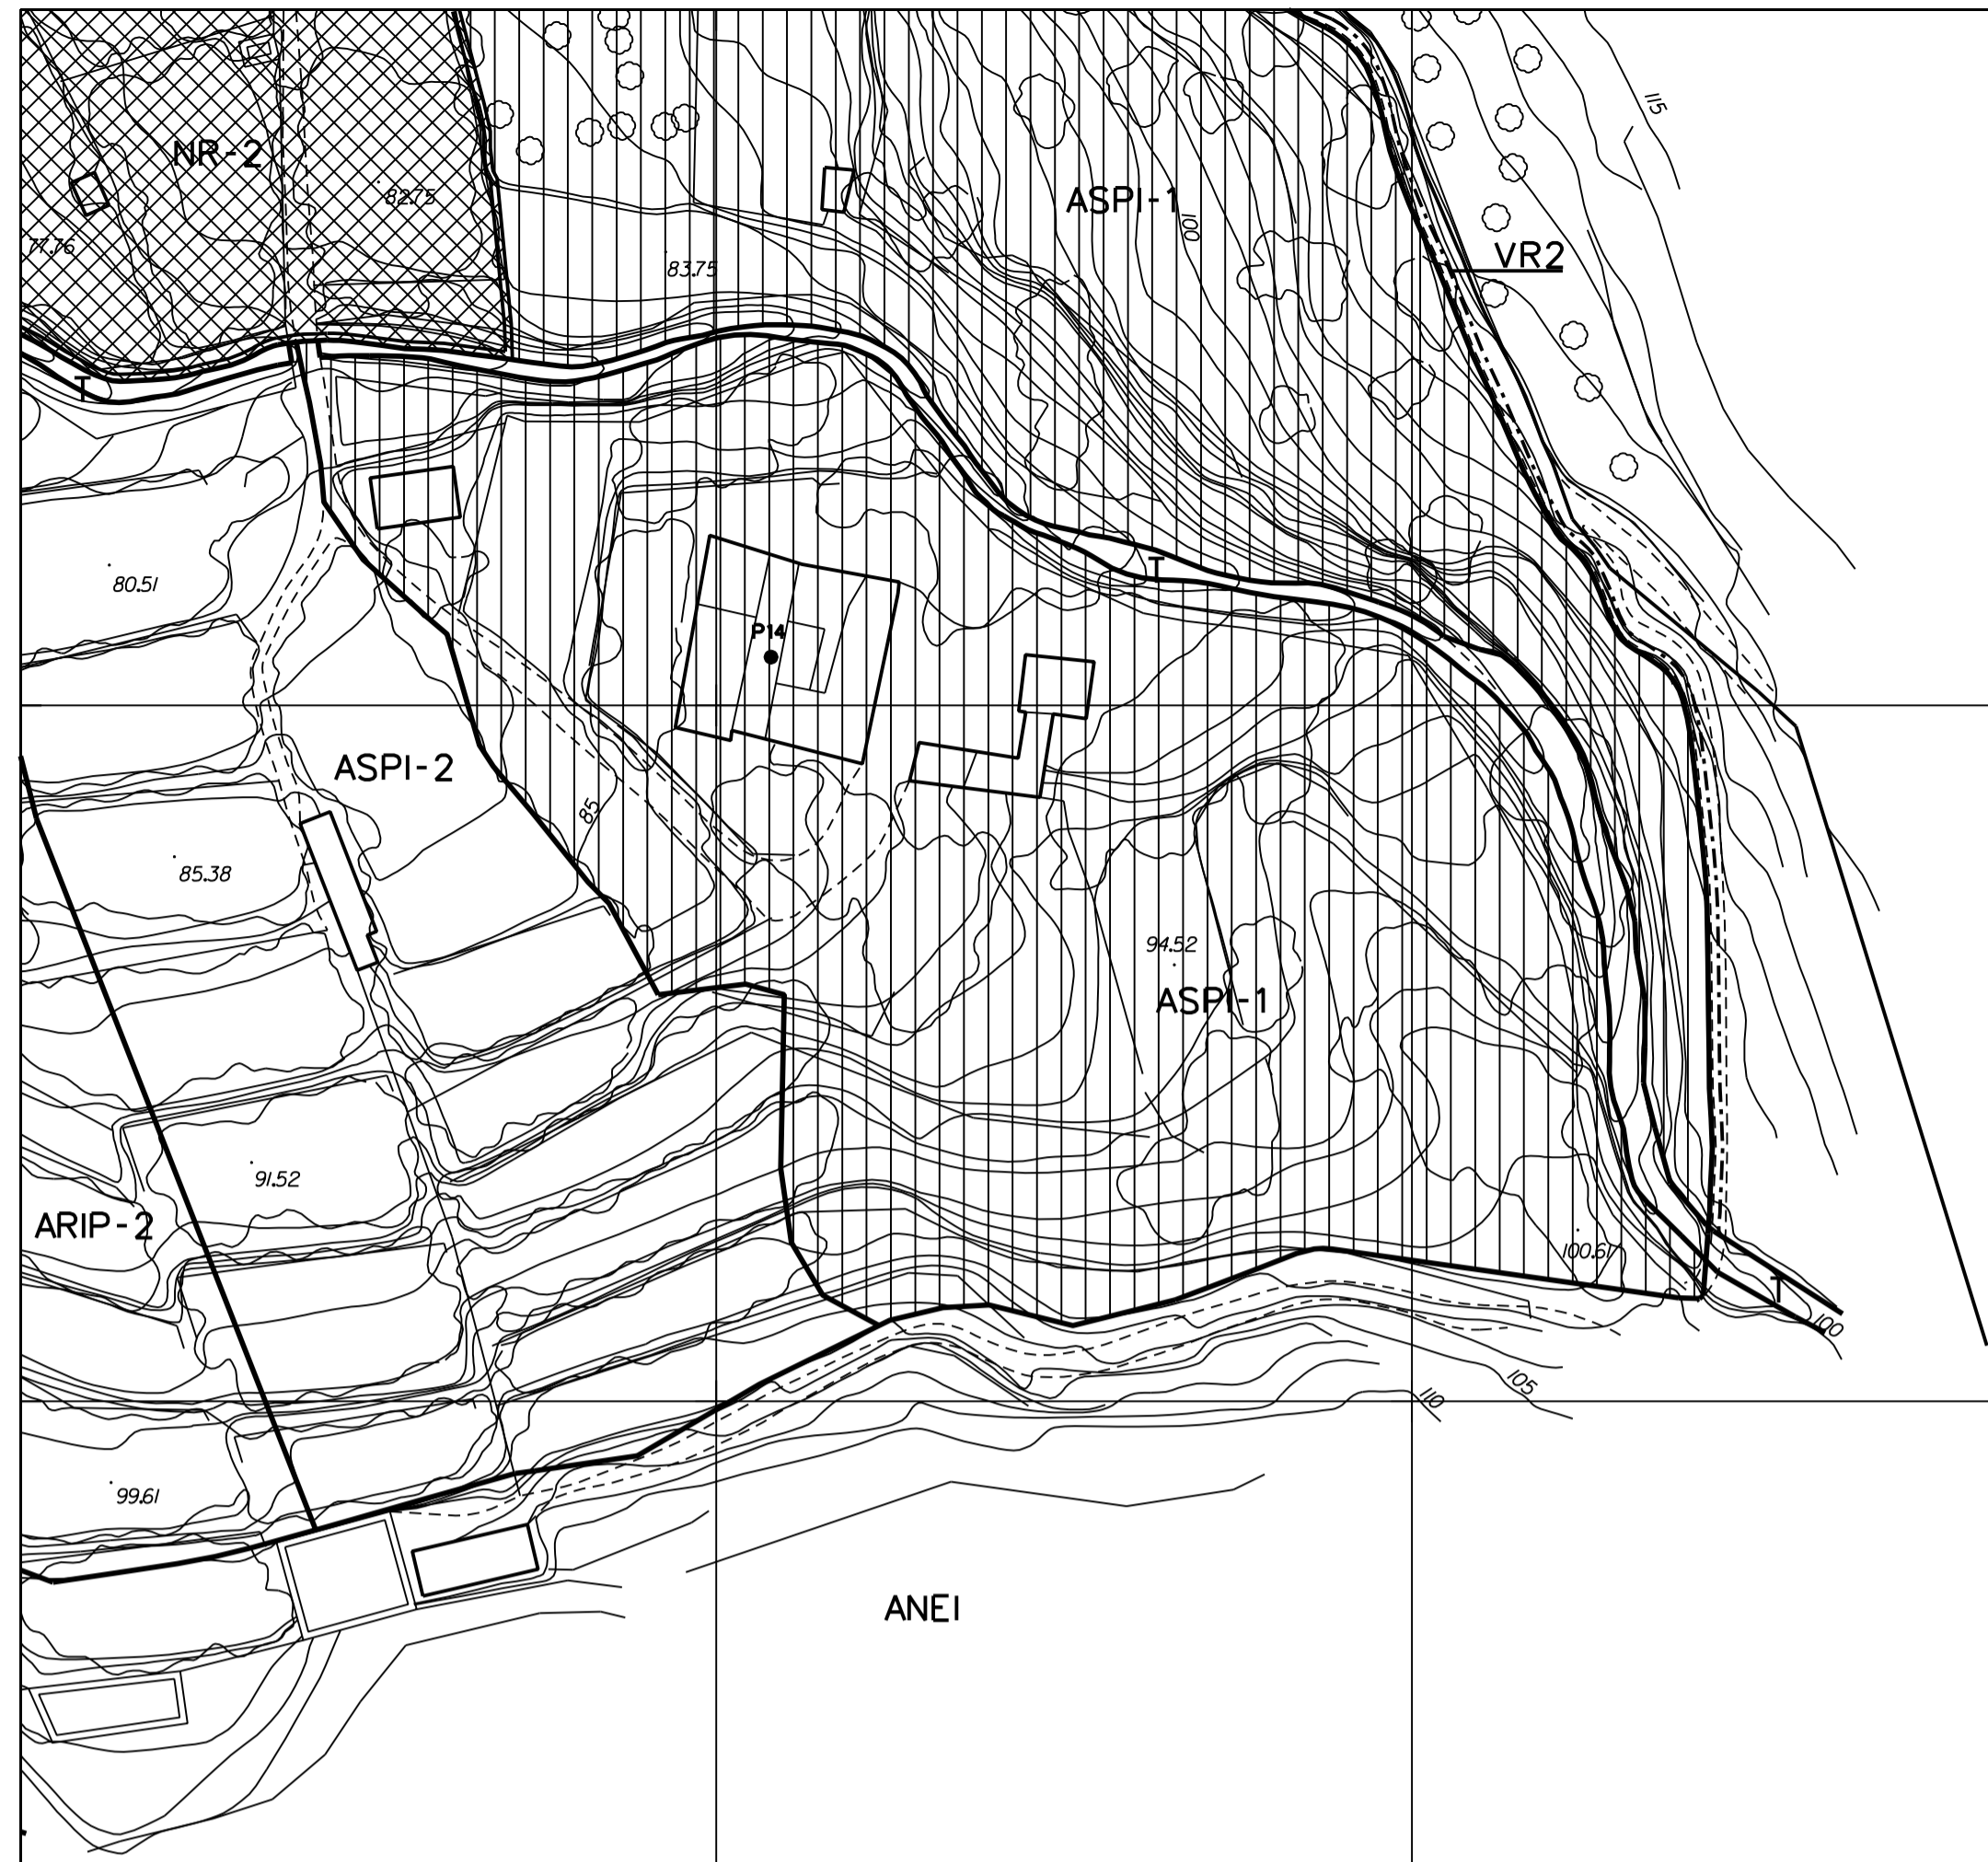 115
NR-2
82.75
ASPI-1
100
77.76
83.75
VR2
T
80.51
T
P14
ASPI-2
85
85.38
94.52
ASPI-1
91.52
ARIP-2
100.61
T
100
105
110
99.61
ANEI